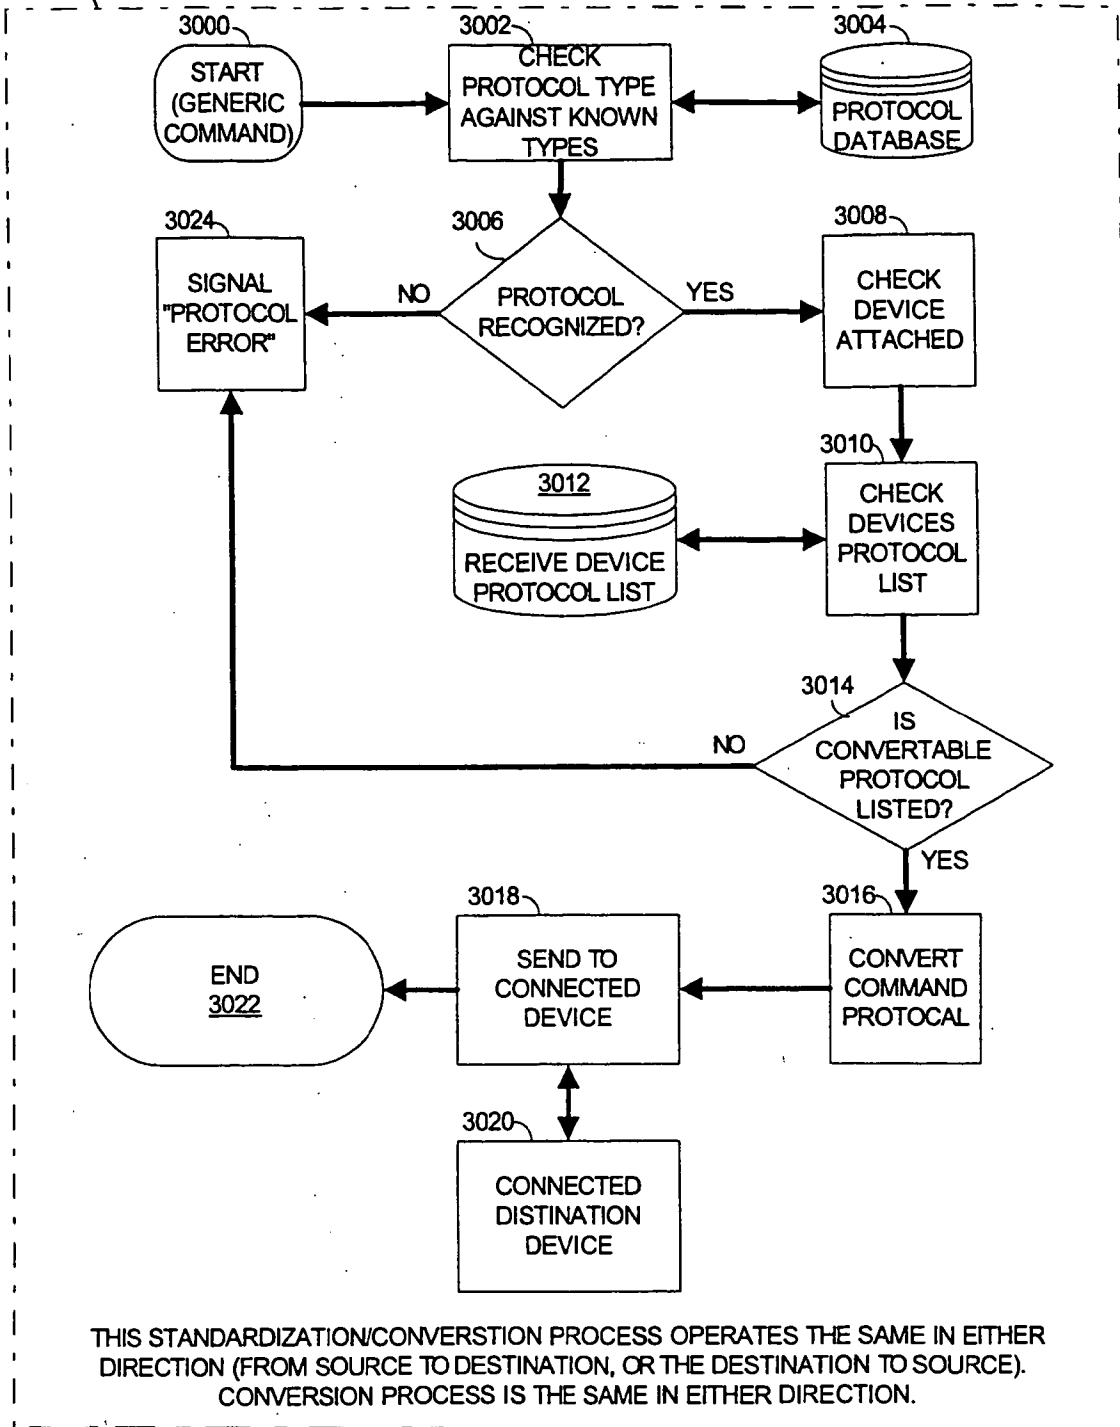 3000
START
(GENERIC
COMMAND)
3002
CHECK
PROTOCOL TYPE
AGAINST KNOWN
TYPES
3004
PROTOCOL
DATABASE
3024
SIGNAL
"PROTOCOL
ERROR"
NO
3006
PROTOCOL
RECOGNIZED?
YES
3008
CHECK
DEVICE
ATTACHED
3012
RECEIVE DEVICE
PROTOCOL LIST
3010
CHECK
DEVICES
PROTOCOL
LIST
NO
3014
IS
CONVERTABLE
PROTOCOL
LISTED?
YES
END
3022
3018
SEND TO
CONNECTED
DEVICE
3016
CONVERT
COMMAND
PROTOCAL
3020
CONNECTED
DISTINATION
DEVICE
THIS STANDARDIZATION/CONVERSTION PROCESS OPERATES THE SAME IN EITHER
DIRECTION (FROM SOURCE TO DESTINATION, OR THE DESTINATION TO SOURCE).
CONVERSION PROCESS IS THE SAME IN EITHER DIRECTION.